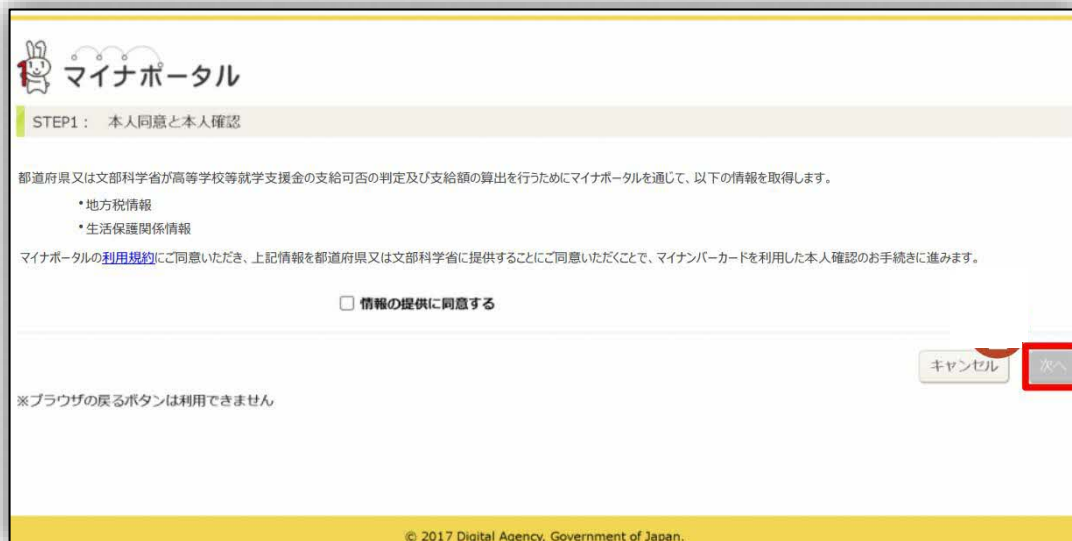 マイナポータル
STEP1： 本人同意と本人確認
都道府県又は文部科学省が高等学校等就学支援金の支給可否の判定及び支給額の算出を行うためにマイナポータルを通じて、以下の情報を取得します。
・地方税情報
・生活保護関係情報
マイナポータルの利用規約にご同意いただき、上記情報を都道府県又は文部科学省に提供することにご同意いただくことで、マイナンバーカードを利用した本人確認のお手続きに進みます。
情報の提供に同意する
キャンセル 次へ
※ブラウザの戻るボタンは利用できません
© 2017 Digital Agency, Government of Japan.